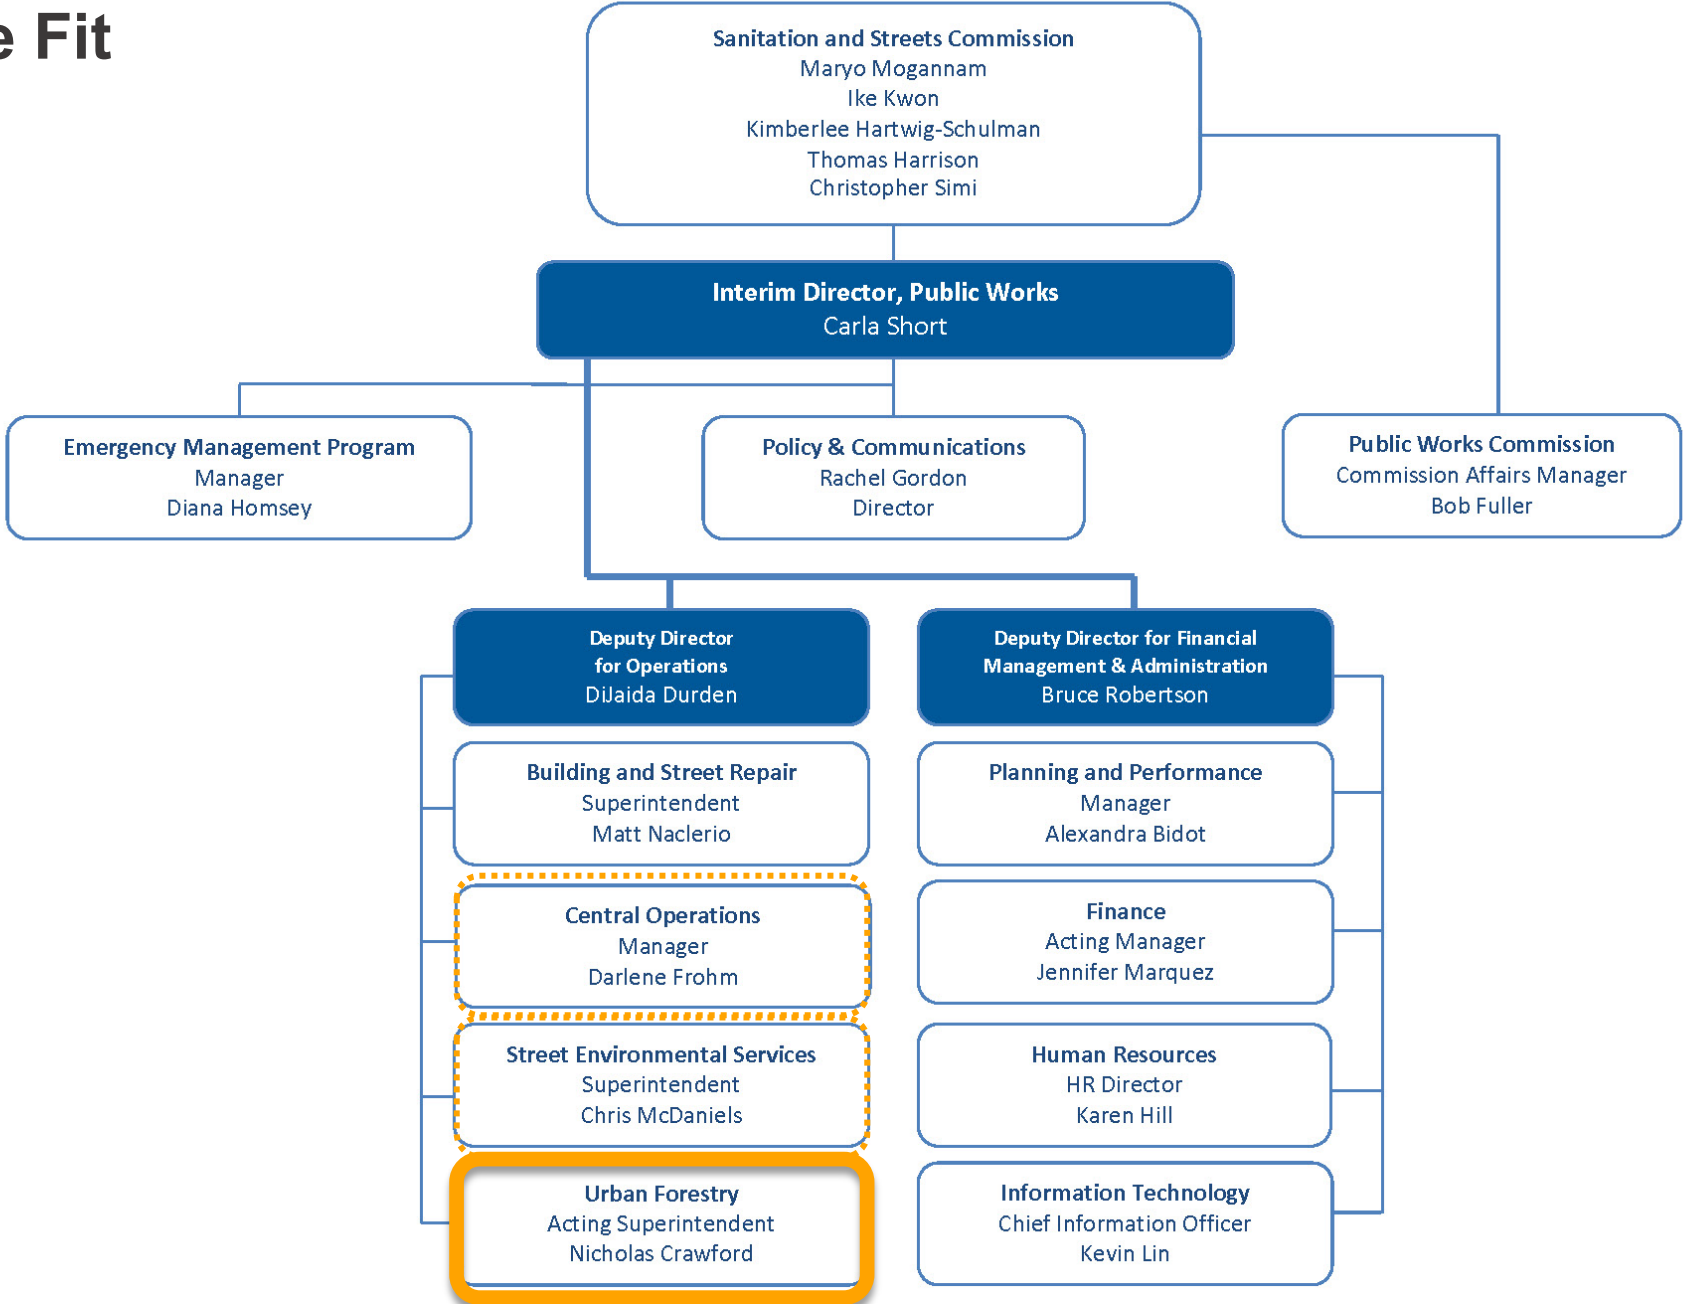 e Fit
Sanitation and Streets Commission
Maryo Mogannam
Ike Kwon
Kimberlee Hartwig-Schulman
Thomas Harrison
Christopher Simi
Interim Director, Public Works
Carla Short
Emergency Management Program
Manager
Diana Homsey
Policy & Communications
Rachel Gordon
Director
Public Works Commission
Commission Affairs Manager
Bob Fuller
Deputy Director
for Operations
DiJaida Durden
Deputy Director for Financial
Management & Administration
Bruce Robertson
Building and Street Repair
Superintendent
Matt Naclerio
Planning and Performance
Manager
Alexandra Bidot
Central Operations
Manager
Darlene Frohm
Finance
Acting Manager
Jennifer Marquez
Street Environmental Services
Superintendent
Chris McDaniels
Human Resources
HR Director
Karen Hill
Urban Forestry
Acting Superintendent
Nicholas Crawford
Information Technology
Chief Information Officer
Kevin Lin